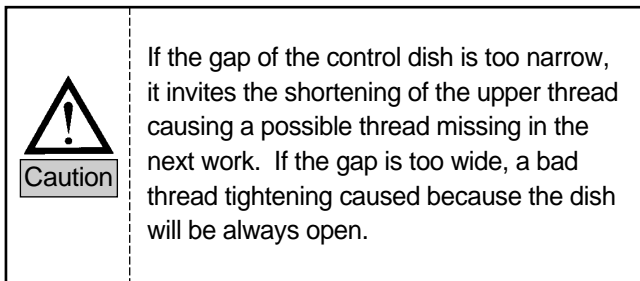 Caution
If the gap of the control dish is too narrow,
it invites the shortening of the upper thread
causing a possible thread missing in the
next work.  If the gap is too wide, a bad
thread tightening caused because the dish
will be always open.